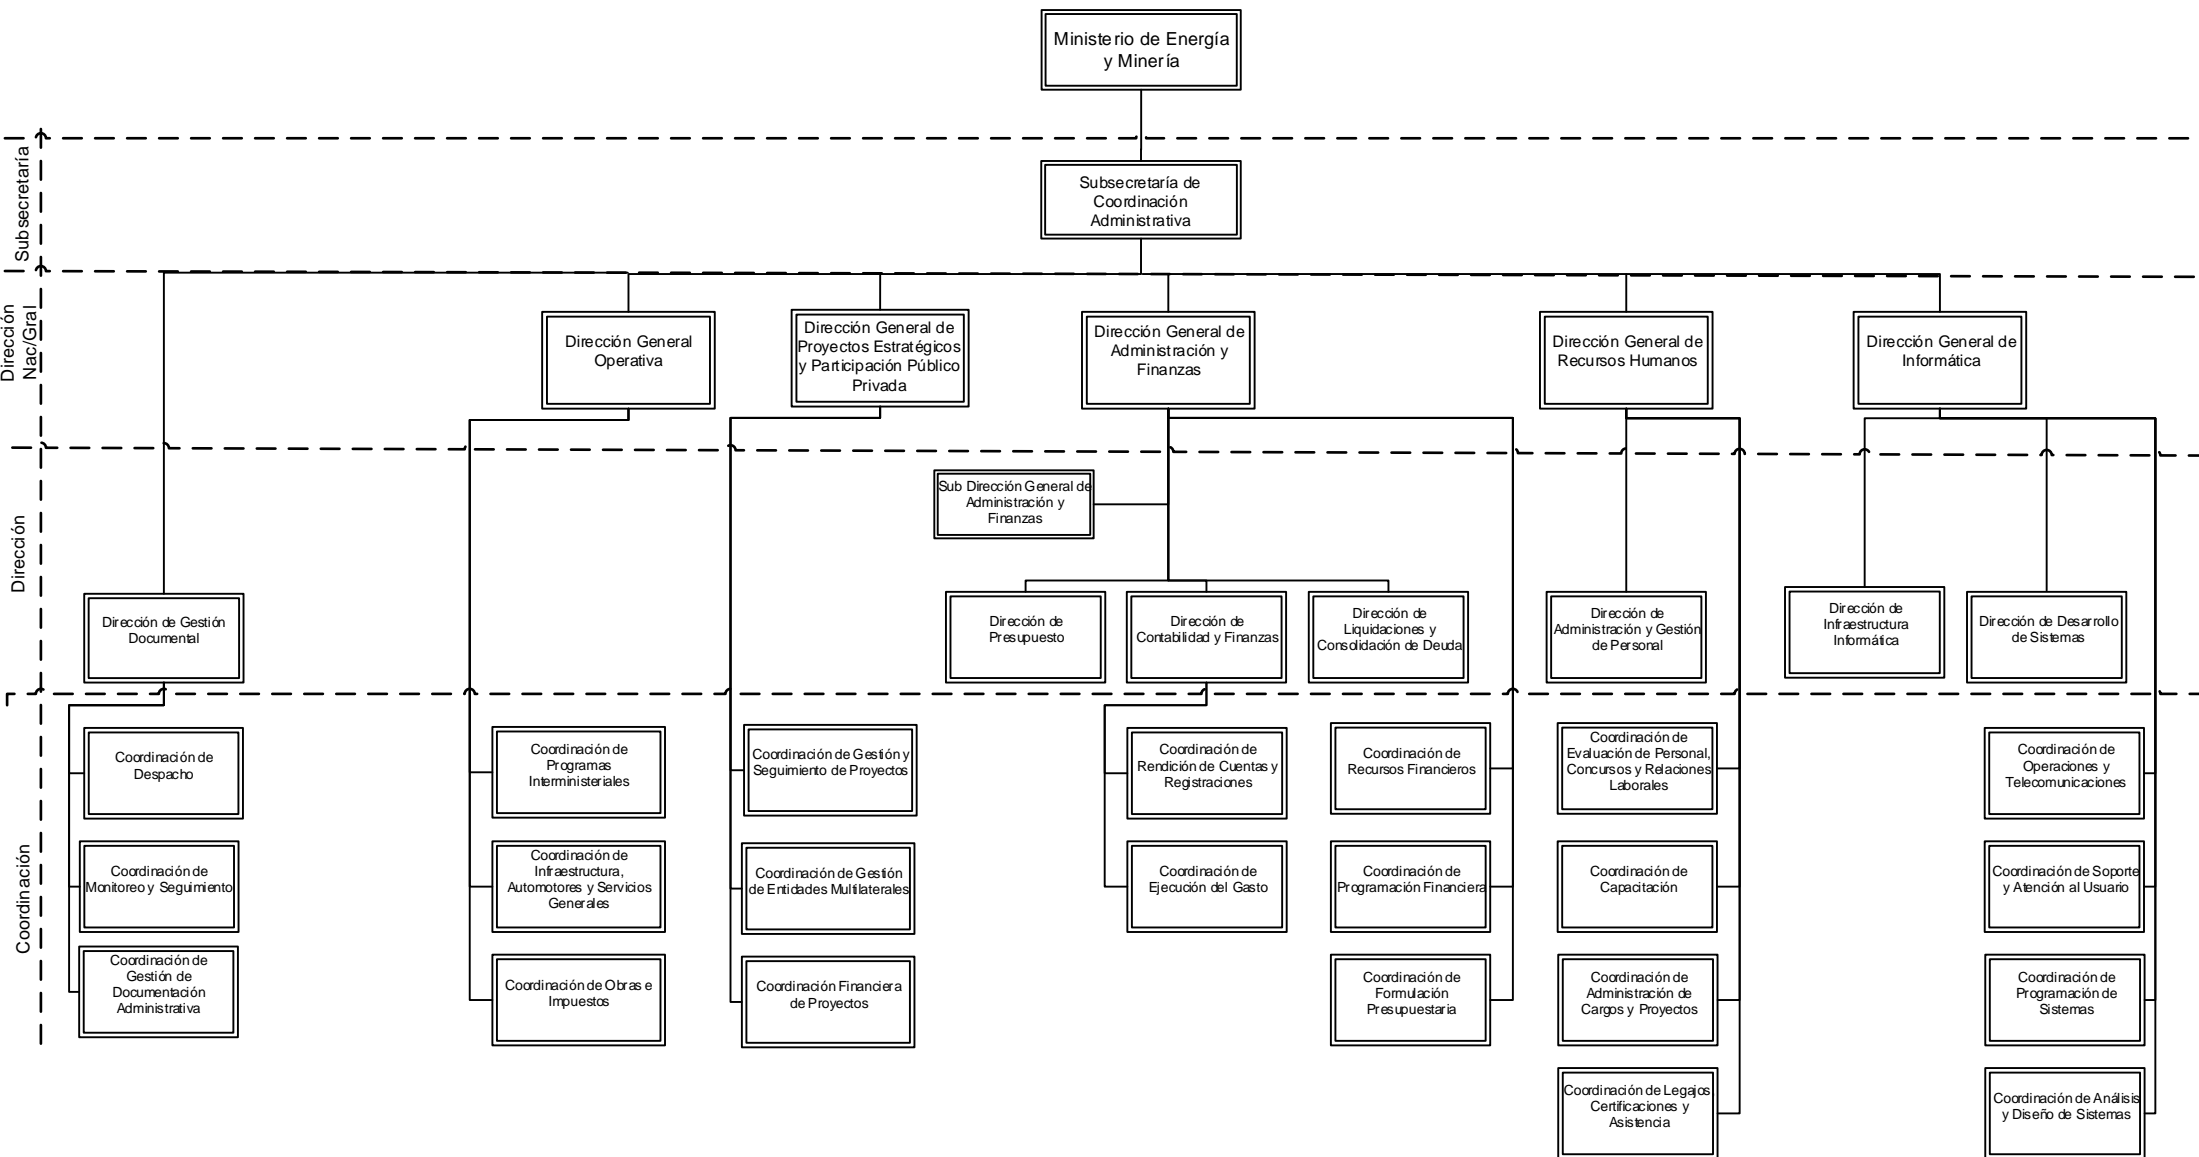 Ministerio de Energía
y Minería
Subsecretaría
Subsecretaría de
Coordinación
Administrativa
Dirección
Nac/Gral
Dirección General
Operativa
Dirección General de
Proyectos Estratégicos
y Participación Público
Privada
Dirección General de
Administración y
Finanzas
Dirección General de
Recursos Humanos
Dirección General de
Informática
Dirección
Sub Dirección General de
Administración y
Finanzas
Dirección de Gestión
Documental
Dirección de
Presupuesto
Dirección de
Contabilidad y Finanzas
Dirección de
Liquidaciones y
Consolidación de Deuda
Dirección de
Administración y Gestión
de Personal
Dirección de
Infraestructura
Informática
Dirección de Desarrollo
de Sistemas
Coordinación
Coordinación de
Despacho
Coordinación de
Programas
Interministeriales
Coordinación de Gestión y
Seguimiento de Proyectos
Coordinación de
Rendición de Cuentas y
Registraciones
Coordinación de
Recursos Financieros
Coordinación de
Evaluación de Personal,
Concursos y Relaciones
Laborales
Coordinación de
Operaciones y
Telecomunicaciones
Coordinación de
Monitoreo y Seguimiento
Coordinación de
Infraestructura,
Automotores y Servicios
Generales
Coordinación de Gestión
de Entidades Multilaterales
Coordinación de
Ejecución del Gasto
Coordinación de
Programación Financiera
Coordinación de
Capacitación
Coordinación de Soporte
y Atención al Usuario
Coordinación de
Gestión de
Documentación
Administrativa
Coordinación de Obras e
Impuestos
Coordinación Financiera
de Proyectos
Coordinación de
Formulación
Presupuestaria
Coordinación de
Administración de
Cargos y Proyectos
Coordinación de
Programación de
Sistemas
Coordinación de Legajos
Certificaciones y
Asistencia
Coordinación de Análisis
y Diseño de Sistemas